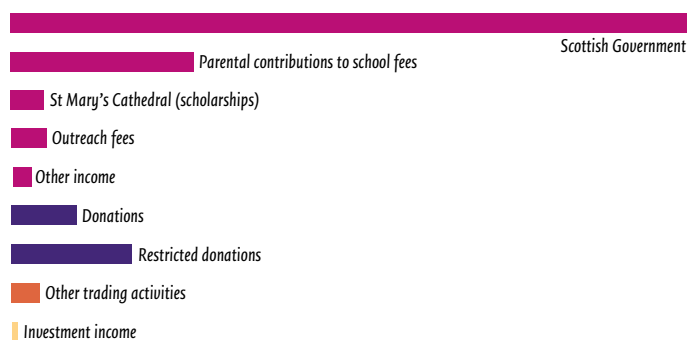 Scottish Government
Parental contributions to school fees
St Mary's Cathedral (scholarships)
Outreach fees
Other income
Donations
Restricted donations
Other trading activities
Investment income